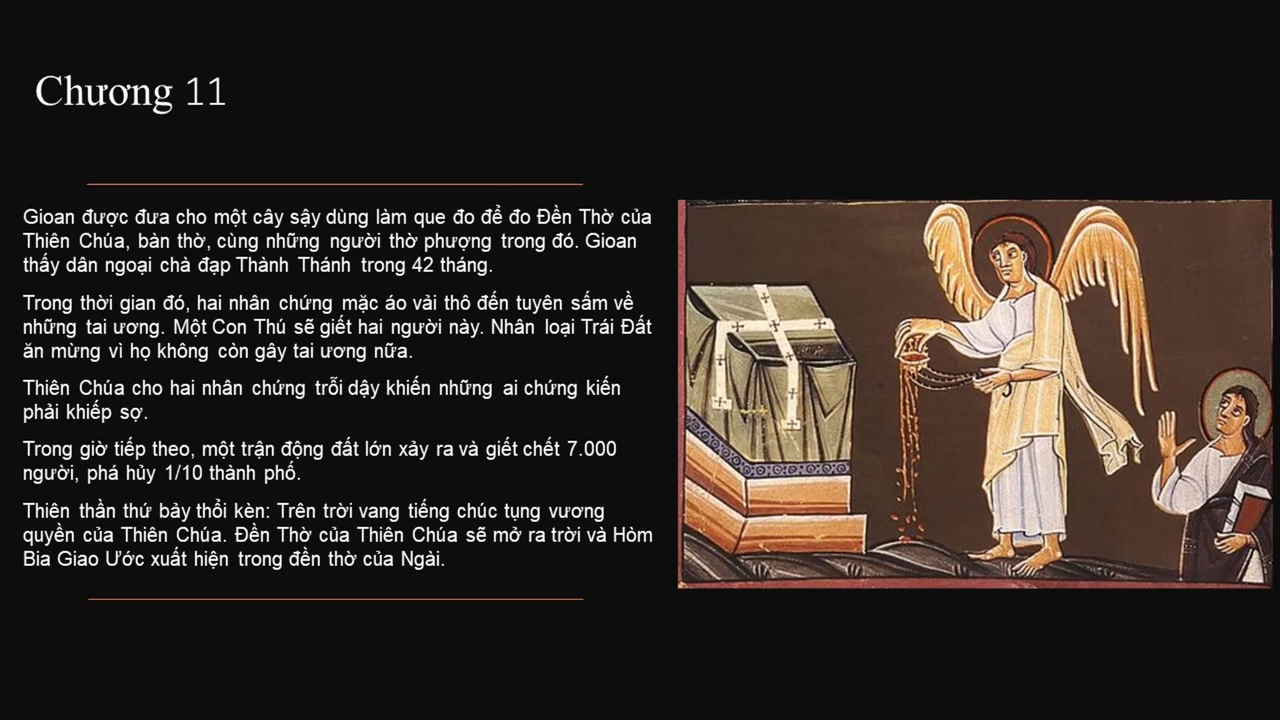 Chương 11
Gioan được đưa cho một cây sậy dùng làm que đo để đo Đền Thờ của
Thiên Chúa, bàn thờ, cùng những người thờ phượng trong đó. Gioan
thấy dân ngoại chà đạp Thành Thánh trong 42 tháng.
Trong thời gian đó, hai nhân chứng mặc áo vải thô đến tuyên sấm về
những tai ương. Một Con Thú sẽ giết hai người này. Nhân loại Trái Đất
ăn mừng vì họ không còn gây tai ương nữa.
Thiên Chúa cho hai nhân chứng trỗi dậy khiến những ai chứng kiến
phải khiếp sợ.
Trong giờ tiếp theo, một trận động đất lớn xảy ra và giết chết 7.000
người, phá hủy 1/10 thành phố.
Thiên thần thứ bảy thổi kèn: Trên trời vang tiếng chúc tụng vương
quyền của Thiên Chúa. Đền Thờ của Thiên Chúa sẽ mở ra trời và Hòm
Bia Giao Ước xuất hiện trong đền thờ của Ngài.